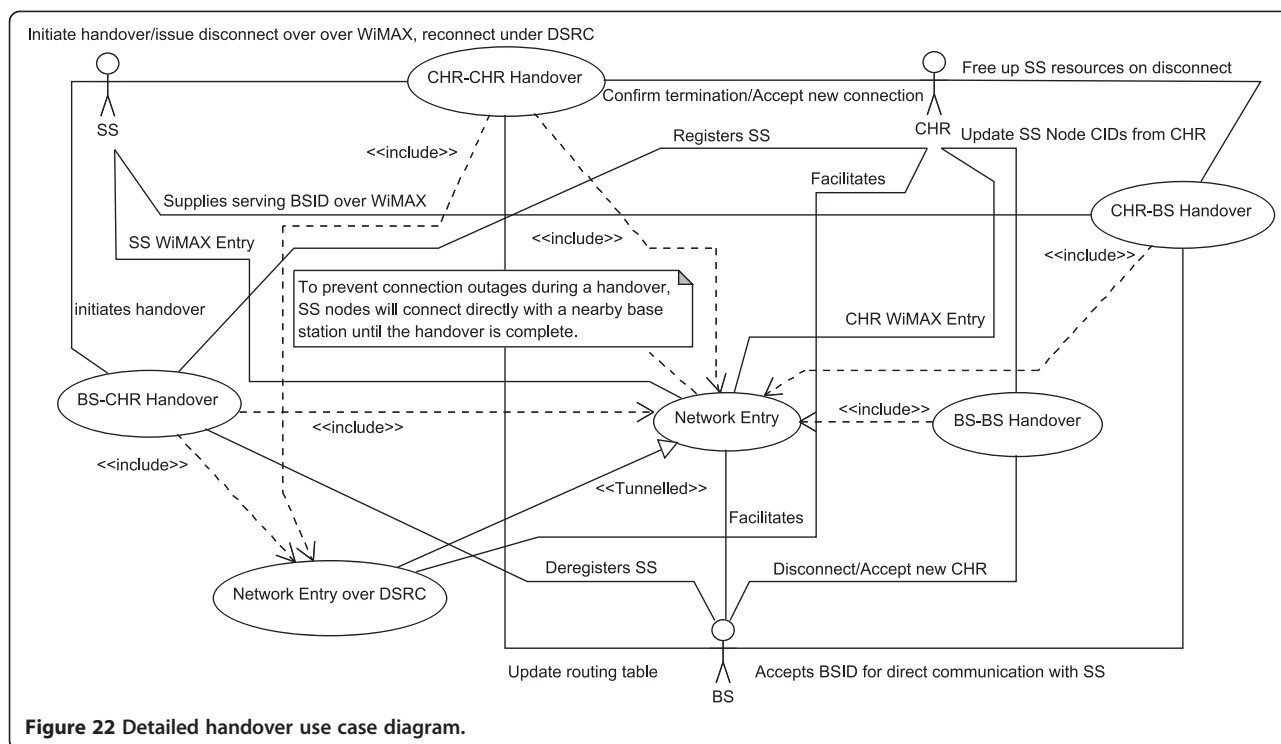 Initiate handover/issue disconnect over over WiMAX, reconnect under DSRC
SS
CHR-CHR Handover
Confirm termination/Accept new connection
CHR
Free up SS resources on disconnect
Update SS Node CIDs from CHR
<<include>>
Registers SS
Facilitates
Supplies serving BSID over WiMAX
CHR-BS Handover
SS WiMAX Entry
<<include>>
<<include>>
To prevent connection outages during a handover,
SS nodes will connect directly with a nearby base
station until the handover is complete.
initiates handover
CHR WiMAX Entry
BS-CHR Handover
<<include>>
Network Entry
<<include>>
BS-BS Handover
<<include>>
<<Tunnelled>>
Facilitates
Network Entry over DSRC
Deregisters SS
Disconnect/Accept new CHR
Update routing table
BS
Accepts BSID for direct communication with SS
Figure 22 Detailed handover use case diagram.